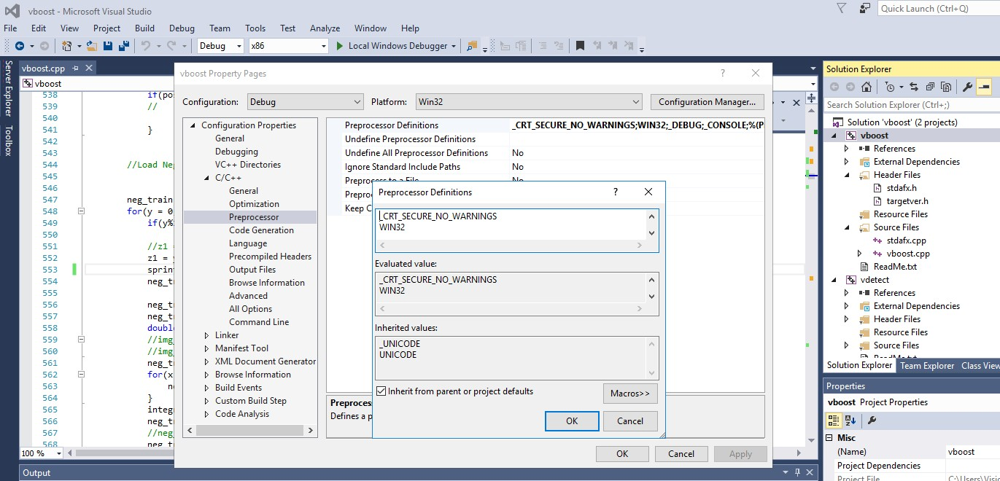 vboost - Microsoft Visual Studio
Quick Launch (Ctrl+Q)
File Edit View Project Build Debug Team Tools Test Analyze Window Help
Debug x86 Local Windows Debugger
Server Explorer
Toolbox
vboost.cpp
vboost
538 if(po
539 //
540
541 }
542
543
544 //Load Neg
545
546
547 neg_train
548 for(y = 0
549 if(y%
550
551 //z1 =
552 z1 =
553 sprin
554 neg_t
555
556 neg_t
557 neg_t
558 doubl
559 //img_
560 //img_
561 neg_t
562 for(x
563 ne
564 }
565 integ
566 neg_t
567 //neg_
568 neg_t
100 %
Output
vboost Property Pages
?
Configuration: Debug Platform: Win32 Configuration Manager...
Configuration Properties
General
Debugging
VC++ Directories
C/C++
General
Optimization
Preprocessor
Code Generation
Language
Precompiled Headers
Output Files
Browse Information
Advanced
All Options
Command Line
Linker
Manifest Tool
XML Document Generator
Browse Information
Build Events
Custom Build Step
Code Analysis
Preprocessor Definitions _CRT_SECURE_NO_WARNINGS;WIN32;_DEBUG;_CONSOLE;%(P
Undefine Preprocessor Definitions
Undefine All Preprocessor Definitions No
Ignore Standard Include Paths No
Preprocess to a File No
Prepro
Keep C
Preproces
Defines a p
OK Cancel Apply
Preprocessor Definitions
?
_CRT_SECURE_NO_WARNINGS
WIN32
Evaluated value:
_CRT_SECURE_NO_WARNINGS
WIN32
Inherited values:
_UNICODE
UNICODE
Inherit from parent or project defaults
Macros>>
OK Cancel
Solution Explorer
Search Solution Explorer (Ctrl+;)
Solution 'vboost' (2 projects)
vboost
References
External Dependencies
Header Files
stdafx.h
targetver.h
Resource Files
Source Files
stdafx.cpp
vboost.cpp
ReadMe.txt
vdetect
References
External Dependencies
Header Files
Resource Files
Source Files
ReadMe.txt
Solution Explorer Team Explorer Class View
Properties
vboost Project Properties
Misc
(Name) vboost
Project Dependencies
Project File C:\Users\Visi